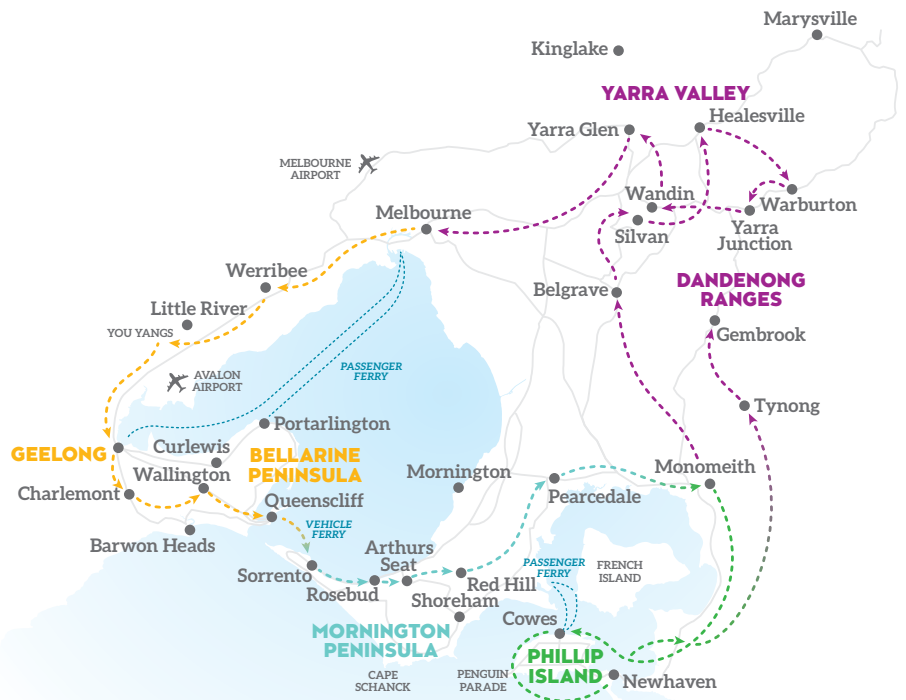 Marysville
Kinglake
YARRA VALLEY
Healesville
Yarra Glen
MELBOURNE
AIRPORT
Wandin
Warburton
Melbourne
Silvan
Yarra
Junction
Werribee
DANDENONG
RANGES
Belgrave
Little River
YOU YANGS
Gembrook
PASSENGER
FERRY
AVALON
AIRPORT
Tynong
Portarlington
GEELONG
Curlewis
BELLARINE
PENINSULA
Wallington
Mornington
Monomeith
Charlemont
Queenscliff
Pearcedale
VEHICLE
FERRY
Barwon Heads
Arthurs
Seat
PASSENGER
FERRY
FRENCH
ISLAND
Sorrento
Rosebud
Red Hill
Shoreham
Cowes
MORNINGTON
PENINSULA
PHILLIP
ISLAND
CAPE
SCHANCK
PENGUIN
PARADE
Newhaven